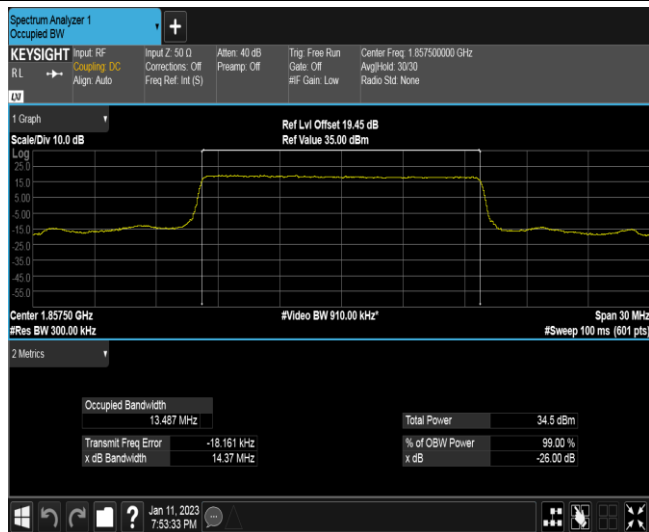 Spectrum Analyzer 1
Occupied BW
+
KEYSIGHT
RL
Input: RF
Coupling: DC
Align: Auto
Input Z: 50 Ω
Corrections: Off
Freq Ref: Int (S)
Atten: 40 dB
Preamp: Off
Trig: Free Run
Gate: Off
#IF Gain: Low
Center Freq: 1.857500000 GHz
Avg|Hold: 30/30
Radio Std: None
1 Graph
Scale/Div 10.0 dB
Ref Lvl Offset 19.45 dB
Ref Value 35.00 dBm
Log
25.0
15.0
5.00
-5.00
-15.0
-25.0
-35.0
-45.0
-55.0
Center 1.85750 GHz
#Video BW 910.00 kHz*
Span 30 MHz
#Res BW 300.00 kHz
#Sweep 100 ms (601 pts)
2 Metrics
Occupied Bandwidth
13.487 MHz
Total Power 34.5 dBm
Transmit Freq Error -18.161 kHz
% of OBW Power 99.00 %
x dB Bandwidth 14.37 MHz
x dB -26.00 dB
?
Jan 11, 2023
7:53:33 PM